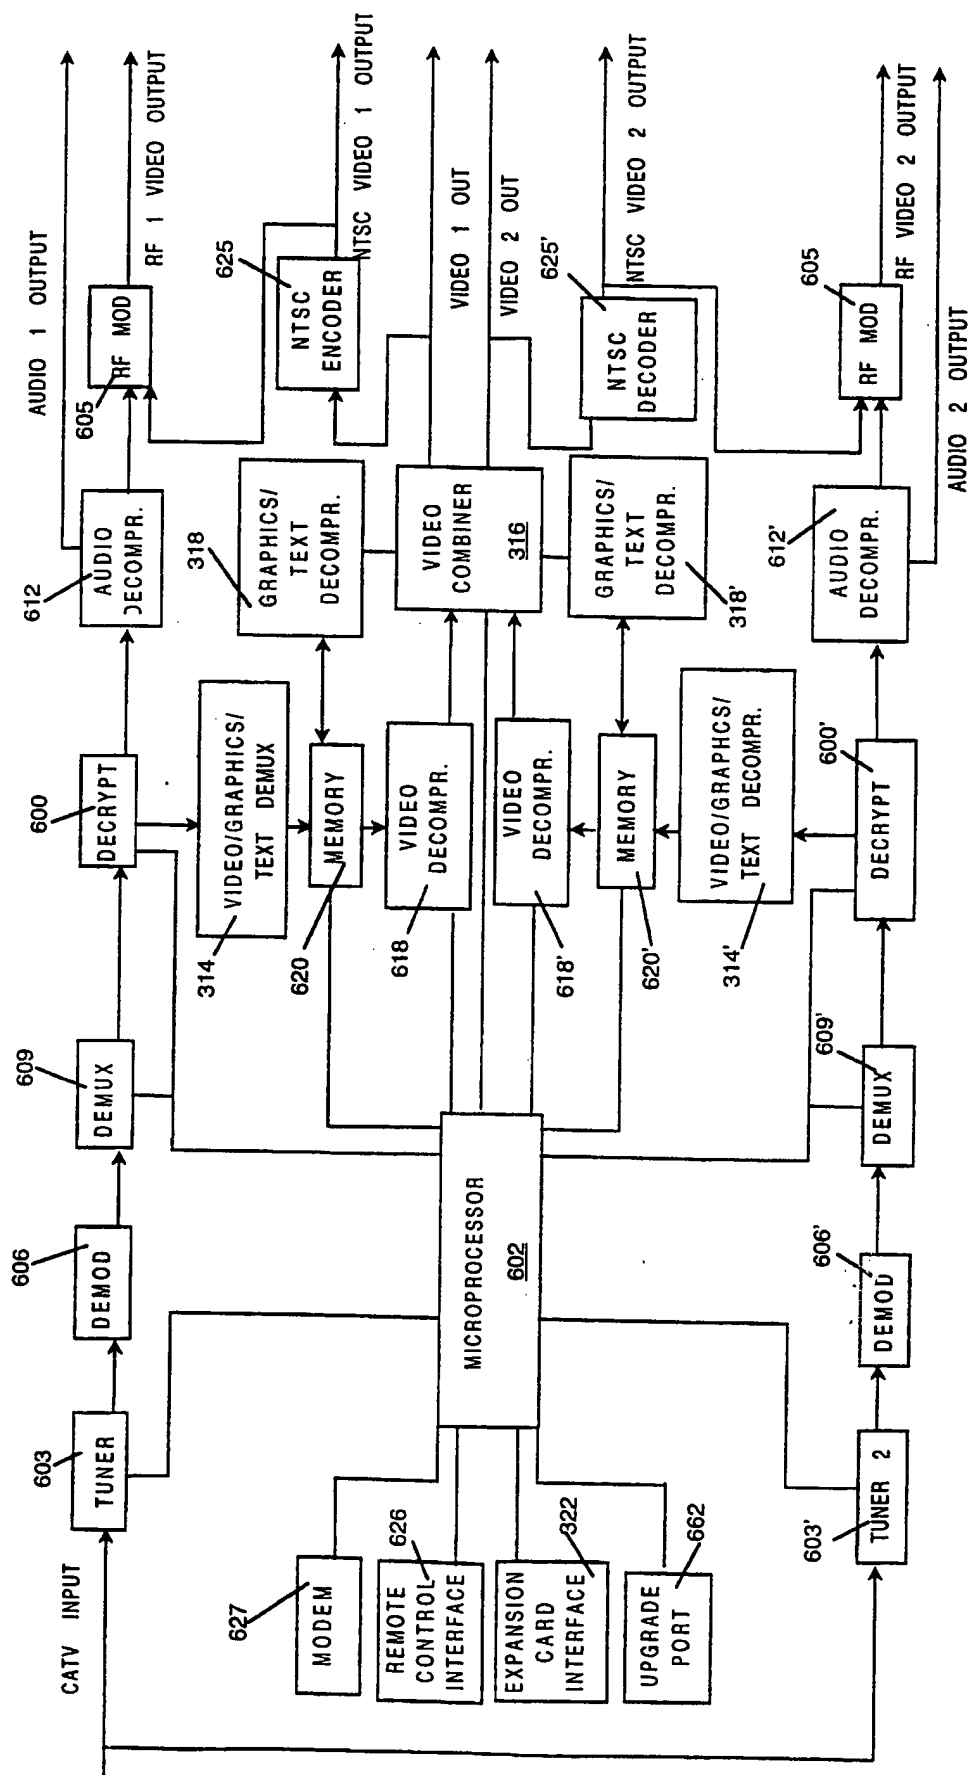 CATV INPUT
603
TUNER
606
DEMOD
609
DEMUX
600
DECRYPT
612
AUDIO
DECOMPR.
605
RF MOD
AUDIO 1 OUTPUT
RF 1 VIDEO OUTPUT
314
VIDEO/GRAPHICS/
TEXT DEMUX
318
GRAPHICS/
TEXT
DECOMPR.
625
NTSC
ENCODER
NTSC VIDEO 1 OUTPUT
627
MODEM
620
MEMORY
626
REMOTE
CONTROL
INTERFACE
618
VIDEO
DECOMPR.
VIDEO 1 OUT
MICROPROCESSOR
602
VIDEO
COMBINER
316
VIDEO 2 OUT
322
EXPANSION
CARD
INTERFACE
618'
VIDEO
DECOMPR.
662
UPGRADE
PORT
620'
MEMORY
318'
GRAPHICS/
TEXT
DECOMPR.
625'
NTSC
DECODER
NTSC VIDEO 2 OUTPUT
314'
VIDEO/GRAPHCS/
TEXT DECOMPR.
603'
TUNER 2
606'
DEMOD
609'
DEMUX
600'
DECRYPT
612'
AUDIO
DECOMPR.
605
RF MOD
RF VIDEO 2 OUTPUT
AUDIO 2 OUTPUT